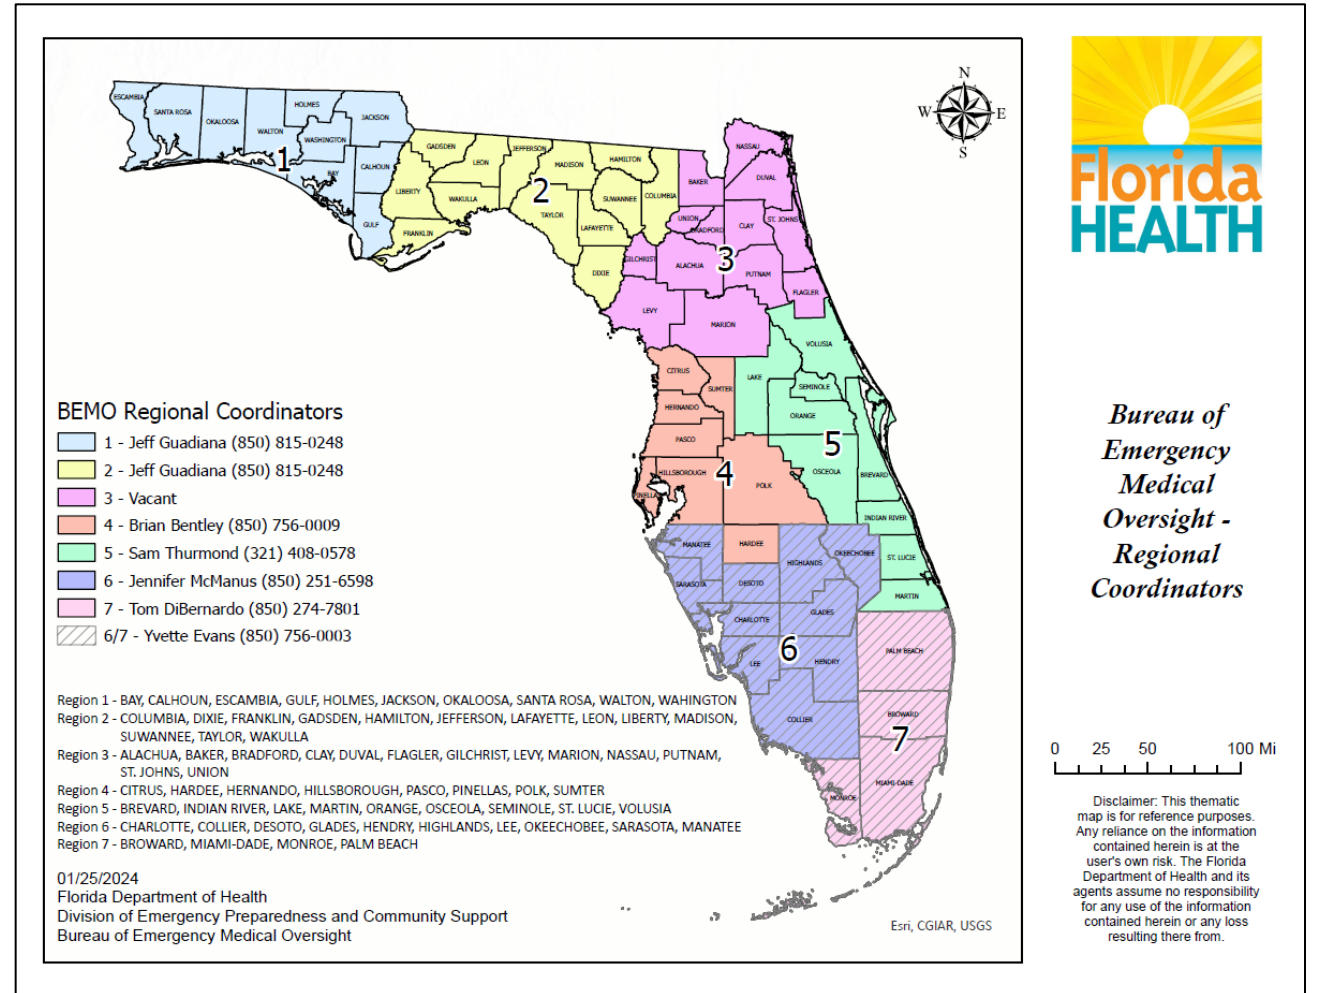 ESCAMBIA
SANTA ROSA
OKALOOSA
WALTON
HOLMES
JACKSON
WASHINGTON
BAY
CALHOUN
GULF
1
GADSDEN
LEON
JEFFERSON
MADISON
HAMILTON
LIBERTY
WAKULLA
FRANKLIN
TAYLOR
SUWANNEE
COLUMBIA
LAFAYETTE
DIXIE
2
NASSAU
DUVAL
BAKER
UNION
BRADFORD
CLAY
ST. JOHNS
GILCHRIST
ALACHUA
PUTNAM
FLAGLER
LEVY
MARION
3
CITRUS
SUMTER
HERNANDO
PASCO
HILLSBOROUGH
PINELLAS
POLK
HARDEE
4
VOLUSIA
LAKE
SEMINOLE
ORANGE
OSCEOLA
BREVARD
INDIAN RIVER
ST. LUCIE
MARTIN
5
MANATEE
SARASOTA
DESOTO
HIGHLANDS
OKEECHOBEE
CHARLOTTE
GLADES
LEE
HENDRY
COLLIER
6
PALM BEACH
BROWARD
MIAMI-DADE
MONROE
7
N
W
E
S
BEMO Regional Coordinators
1 - Jeff Guadiana (850) 815-0248
2 - Jeff Guadiana (850) 815-0248
3 - Vacant
4 - Brian Bentley (850) 756-0009
5 - Sam Thurmond (321) 408-0578
6 - Jennifer McManus (850) 251-6598
7 - Tom DiBernardo (850) 274-7801
6/7 - Yvette Evans (850) 756-0003
Region 1 - BAY, CALHOUN, ESCAMBIA, GULF, HOLMES, JACKSON, OKALOOSA, SANTA ROSA, WALTON, WAHINGTON
Region 2 - COLUMBIA, DIXIE, FRANKLIN, GADSDEN, HAMILTON, JEFFERSON, LAFAYETTE, LEON, LIBERTY, MADISON,
SUWANNEE, TAYLOR, WAKULLA
Region 3 - ALACHUA, BAKER, BRADFORD, CLAY, DUVAL, FLAGLER, GILCHRIST, LEVY, MARION, NASSAU, PUTNAM,
ST. JOHNS, UNION
Region 4 - CITRUS, HARDEE, HERNANDO, HILLSBOROUGH, PASCO, PINELLAS, POLK, SUMTER
Region 5 - BREVARD, INDIAN RIVER, LAKE, MARTIN, ORANGE, OSCEOLA, SEMINOLE, ST. LUCIE, VOLUSIA
Region 6 - CHARLOTTE, COLLIER, DESOTO, GLADES, HENDRY, HIGHLANDS, LEE, OKEECHOBEE, SARASOTA, MANATEE
Region 7 - BROWARD, MIAMI-DADE, MONROE, PALM BEACH
01/25/2024
Florida Department of Health
Division of Emergency Preparedness and Community Support
Bureau of Emergency Medical Oversight
Esri, CGIAR, USGS
Florida
HEALTH
Bureau of
Emergency
Medical
Oversight -
Regional
Coordinators
0 25 50 100 Mi
Disclaimer: This thematic
map is for reference purposes.
Any reliance on the information
contained herein is at the
user's own risk. The Florida
Department of Health and its
agents assume no responsibility
for any use of the information
contained herein or any loss
resulting there from.